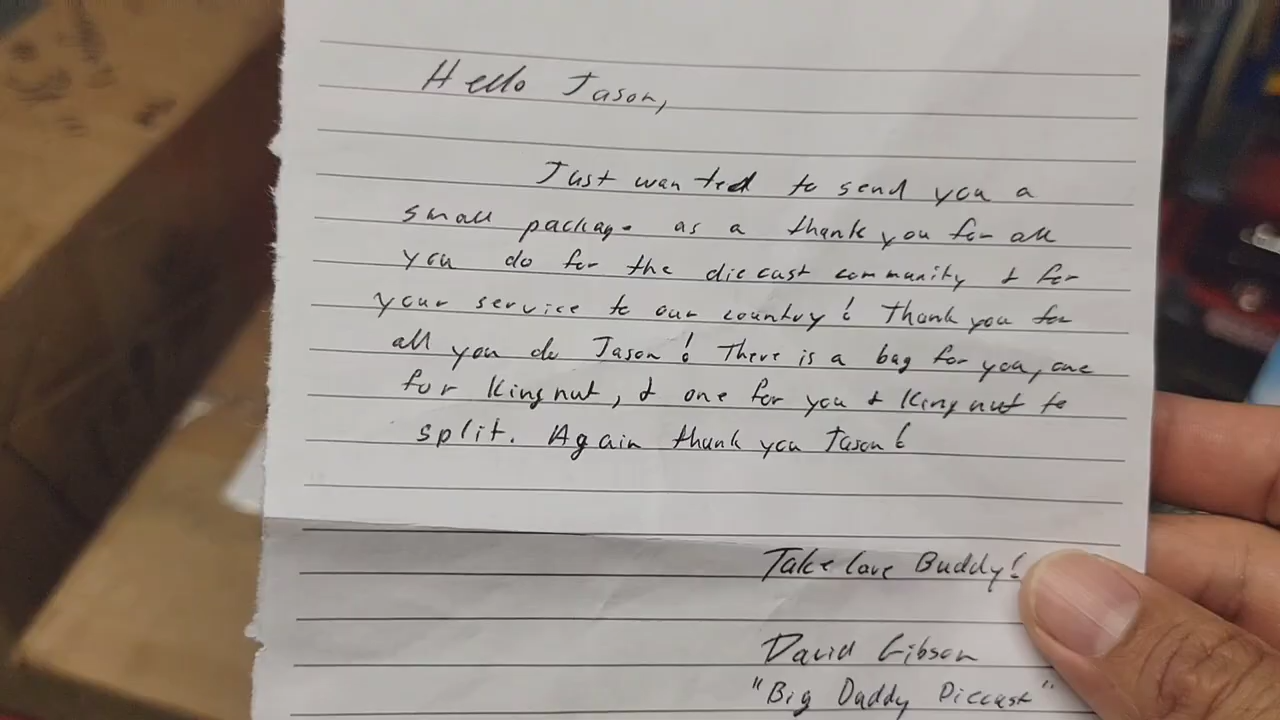 Hello Jason,
Just wanted to send you a
small package as a thank you for all
you do for the diecast community & for
your service to our country! Thank you for
all you do Jason! There is a bag for you, one
for Kingnut, & one for you & Kingnut to
split. Again thank you Jason!
Take Care Buddy!
David Gibson
"Big Daddy Diecast"